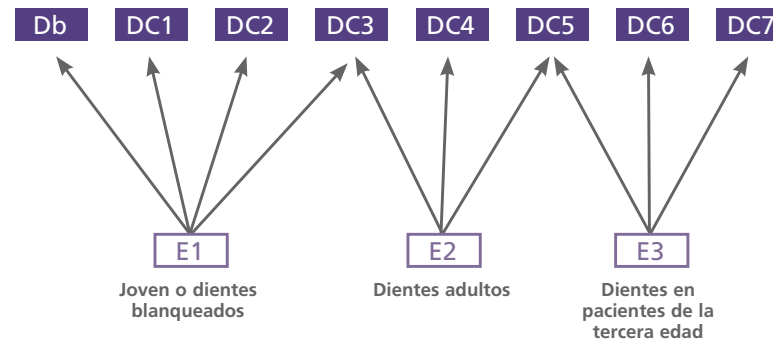 Db DC1 DC2 DC3 DC4 DC5 DC6 DC7
E1 E2 E3
Joven o dientes
blanqueados
Dientes adultos
Dientes en
pacientes de la
tercera edad